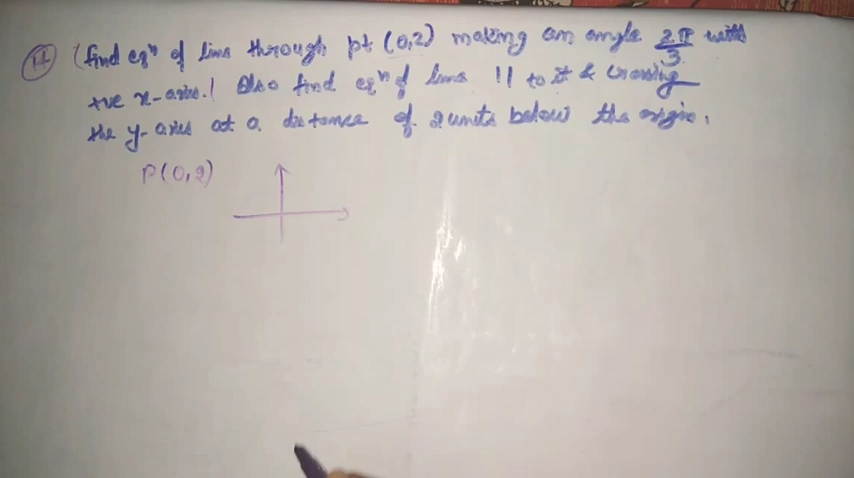 11 (find eqⁿ of line through pt (0,2) making an angle 2π/3 with
+ve x-axis.) Also find eqⁿ of line || to it & crossing
the y-axis at a distance of 2 units below the origin.
P(0,2)